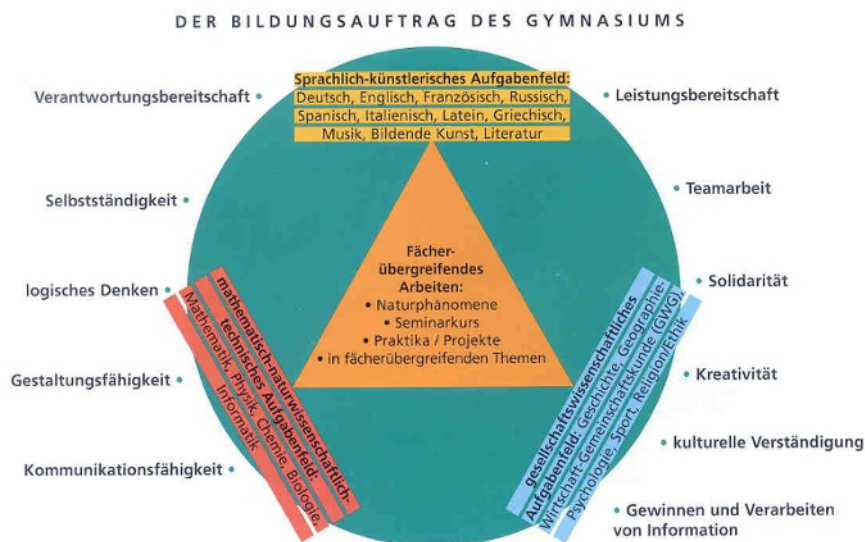 DER BILDUNGSAUFTRAG DES GYMNASIUMS
Sprachlich-künstlerisches Aufgabenfeld:
Deutsch, Englisch, Französisch, Russisch,
Spanisch, Italienisch, Latein, Griechisch,
Musik, Bildende Kunst, Literatur
Verantwortungsbereitschaft •
Selbstständigkeit •
logisches Denken •
Gestaltungsfähigkeit •
Kommunikationsfähigkeit •
• Leistungsbereitschaft
• Teamarbeit
• Solidarität
• Kreativität
• kulturelle Verständigung
• Gewinnen und Verarbeiten
von Information
Fächer-
übergreifendes
Arbeiten:
• Naturphänomene
• Seminarkurs
• Praktika / Projekte
• in fächerübergreifenden Themen
mathematisch-naturwissenschaftlich-
technisches Aufgabenfeld:
Mathematik, Physik, Chemie, Biologie,
Informatik
gesellschaftswissenschaftliches
Aufgabenfeld: Geschichte, Geographie-
Wirtschaft-Gemeinschaftskunde (GWG),
Psychologie, Sport, Religion/Ethik